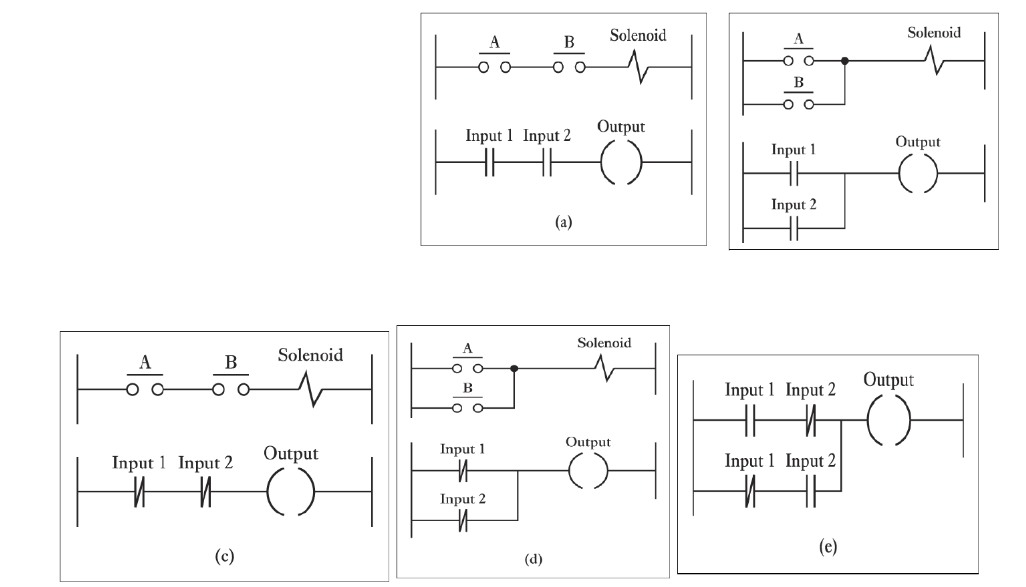 A B Solenoid
Input 1 Input 2 Output
(a)
A Solenoid
B
Input 1 Output
Input 2
A B Solenoid
Input 1 Input 2 Output
(c)
A Solenoid
B
Input 1 Output
Input 2
(d)
Input 1 Input 2 Output
Input 1 Input 2
(e)